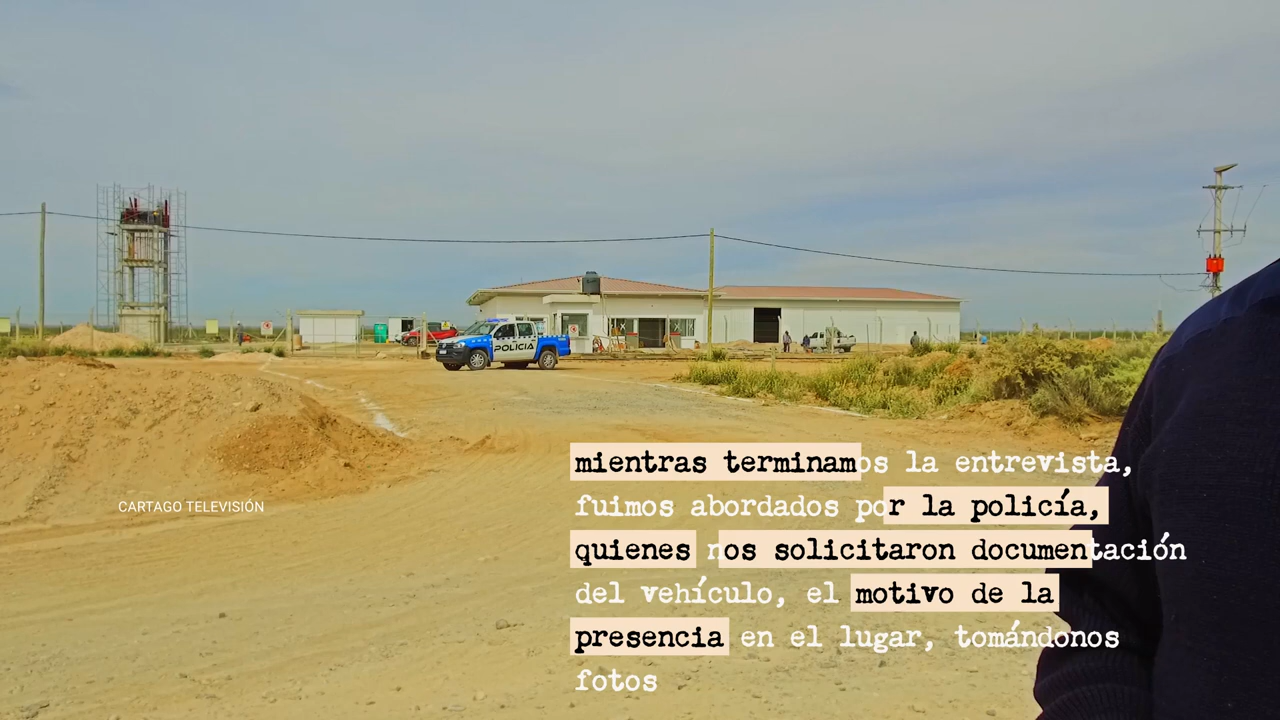 POLICIA
mientras terminamos la entrevista,
fuimos abordados por la policía,
CARTAGO TELEVISIÓN
quienes nos solicitaron documentación
del vehículo, el motivo de la
presencia en el lugar, tomándonos
fotos